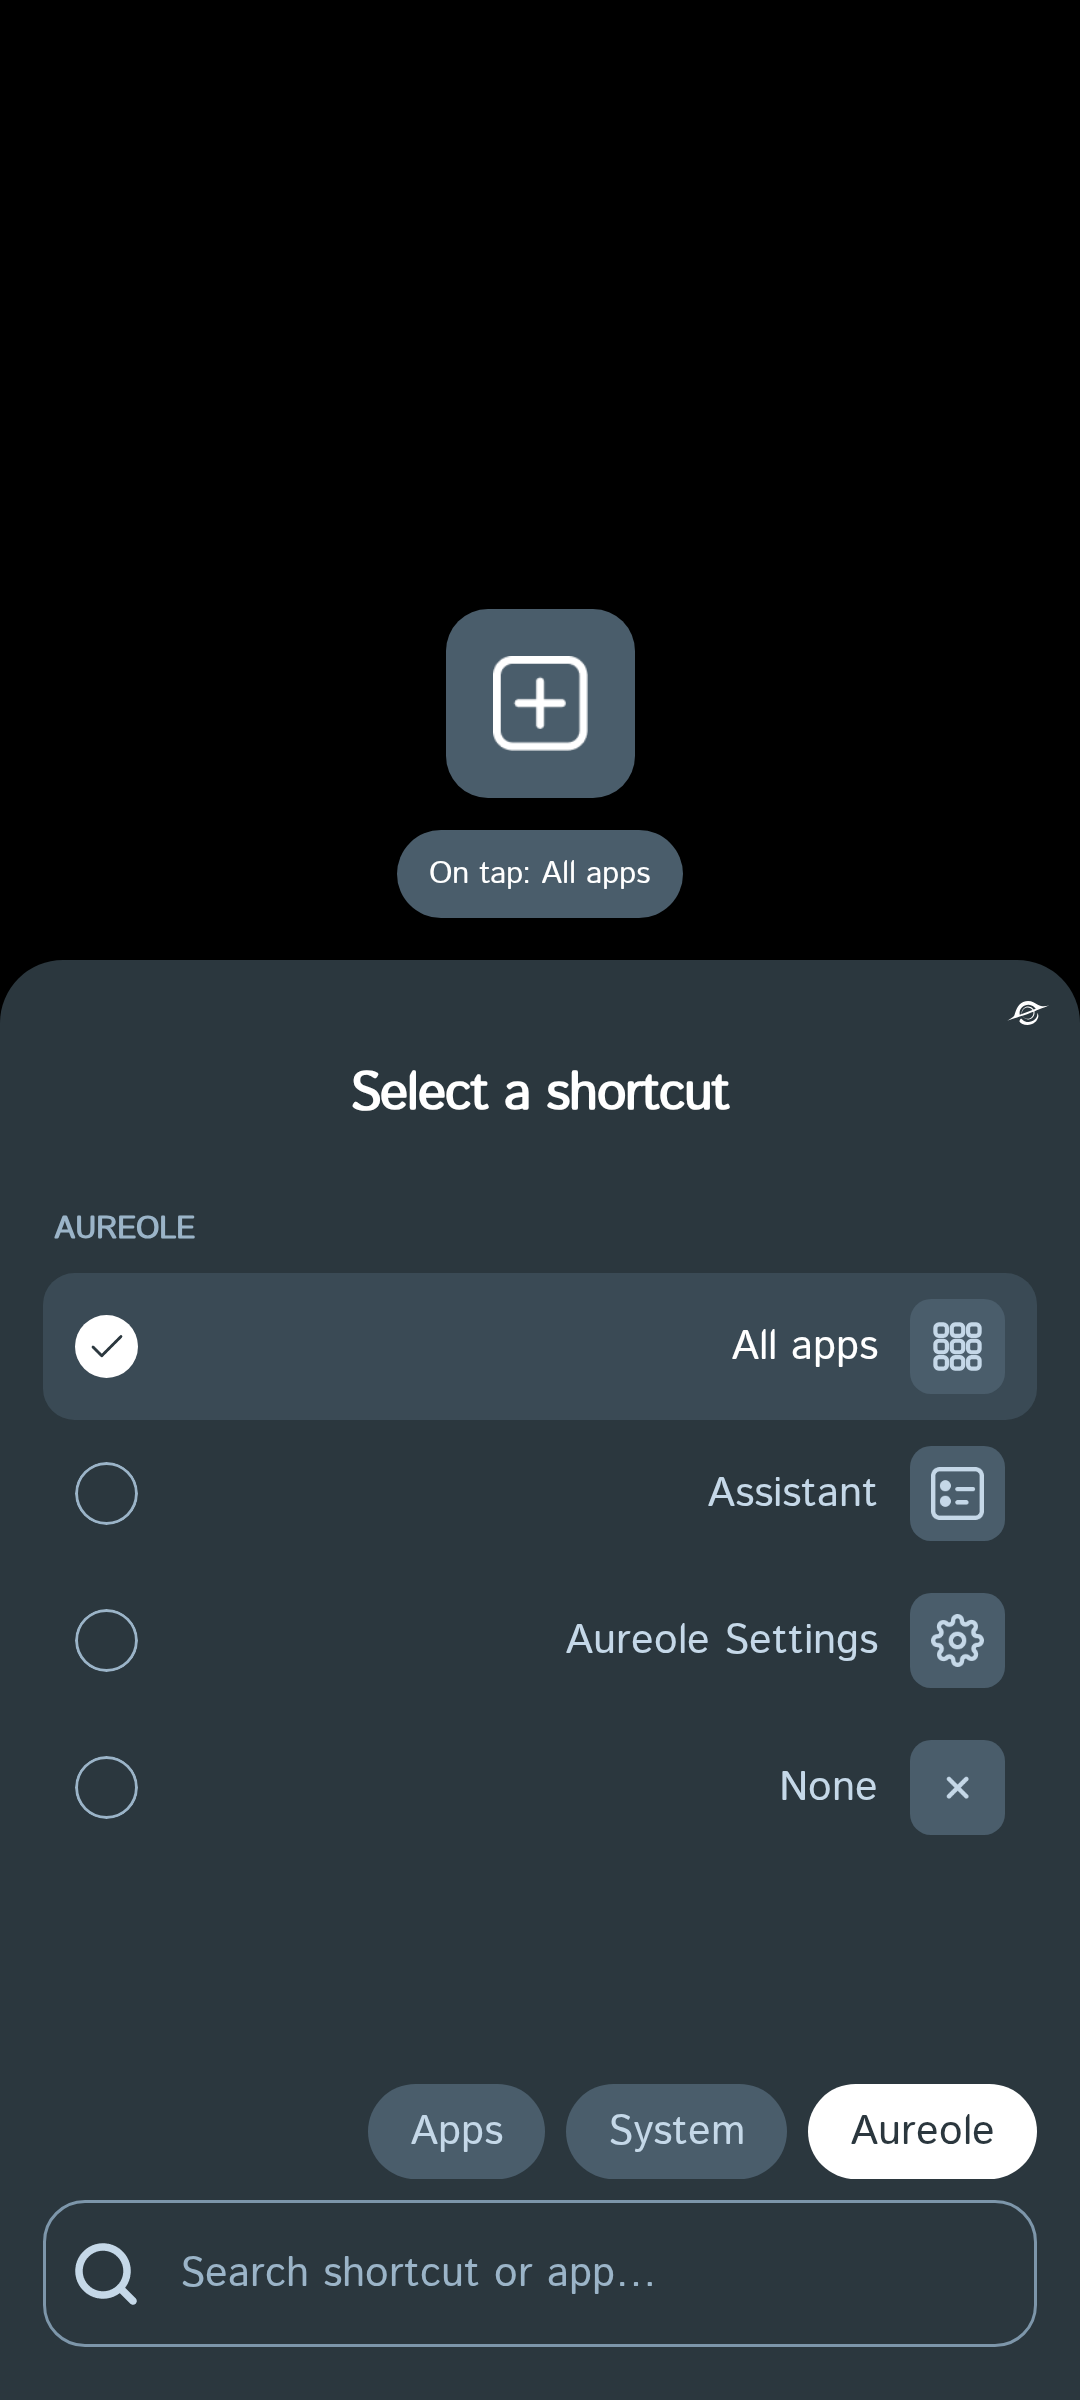 On tap: All apps
Select a shortcut
AUREOLE
All apps
Assistant
Aureole Settings
None
Apps
System
Aureole
Search shortcut or app...